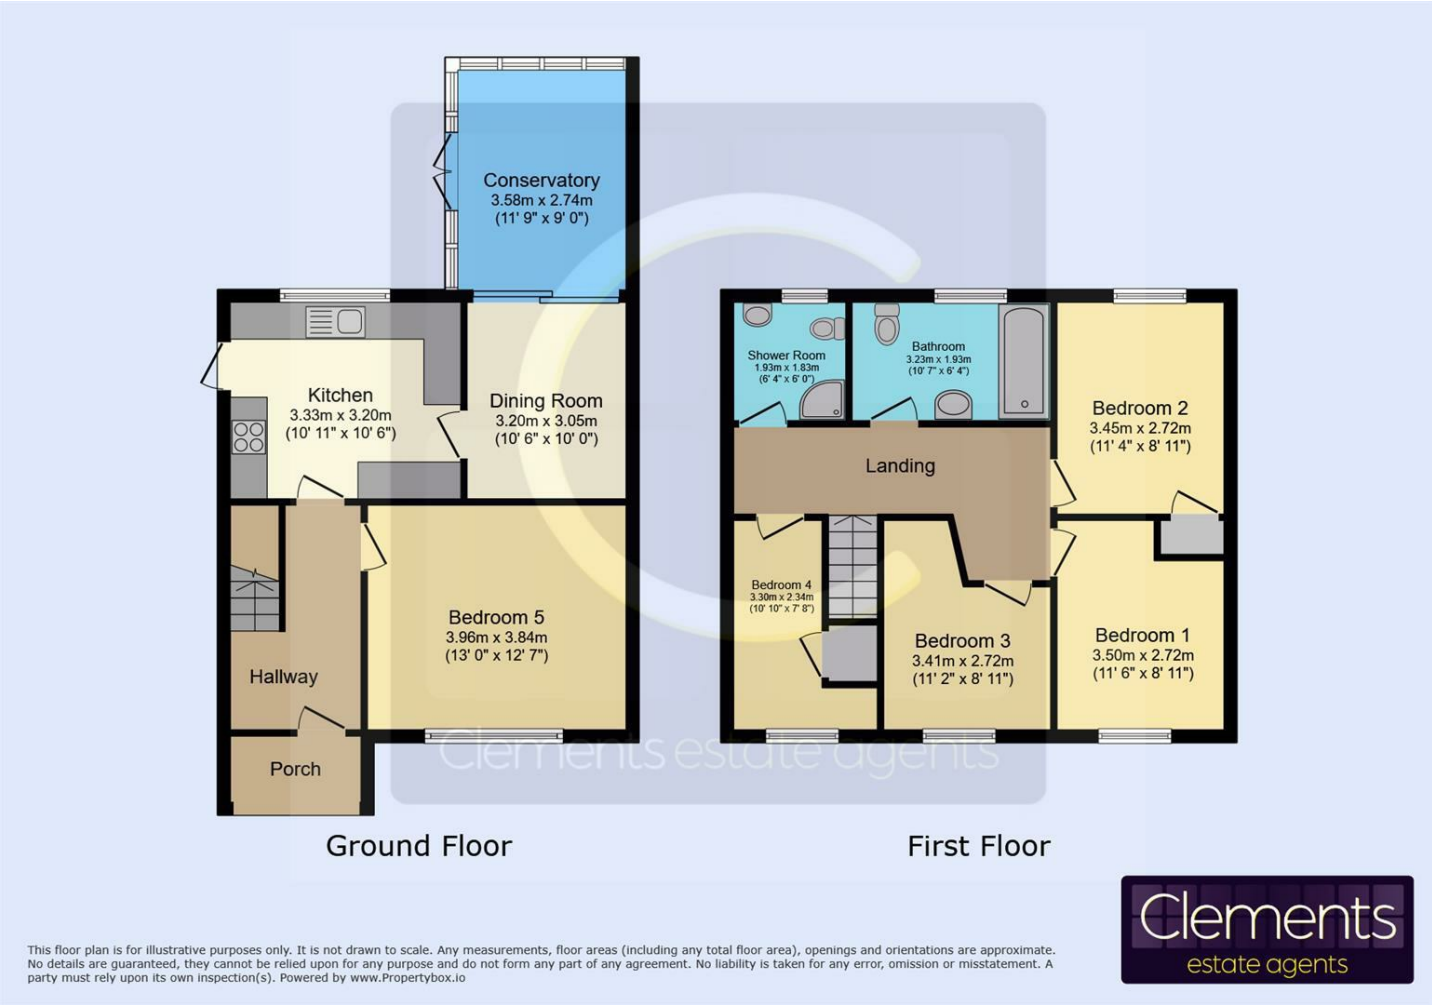 Conservatory
3.58m x 2.74m
(11' 9" x 9' 0")
Kitchen
3.33m x 3.20m
(10' 11" x 10' 6")
Dining Room
3.20m x 3.05m
(10' 6" x 10' 0")
Bedroom 5
3.96m x 3.84m
(13' 0" x 12' 7")
Hallway
Porch
Ground Floor
Shower Room
1.93m x 1.83m
(6' 4" x 6' 0")
Bathroom
3.23m x 1.93m
(10' 7" x 6' 4")
Bedroom 2
3.45m x 2.72m
(11' 4" x 8' 11")
Landing
Bedroom 4
3.30m x 2.34m
(10' 10" x 7' 8")
Bedroom 3
3.41m x 2.72m
(11' 2" x 8' 11")
Bedroom 1
3.50m x 2.72m
(11' 6" x 8' 11")
First Floor
Clements estate agents
Clements
estate agents
This floor plan is for illustrative purposes only. It is not drawn to scale. Any measurements, floor areas (including any total floor area), openings and orientations are approximate.
No details are guaranteed, they cannot be relied upon for any purpose and do not form any part of any agreement. No liability is taken for any error, omission or misstatement. A
party must rely upon its own inspection(s). Powered by www.Propertybox.io